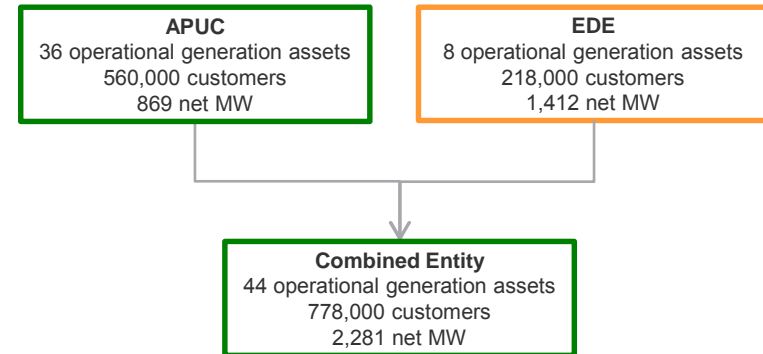 APUC
36 operational generation assets
560,000 customers
869 net MW
EDE
8 operational generation assets
218,000 customers
1,412 net MW
Combined Entity
44 operational generation assets
778,000 customers
2,281 net MW